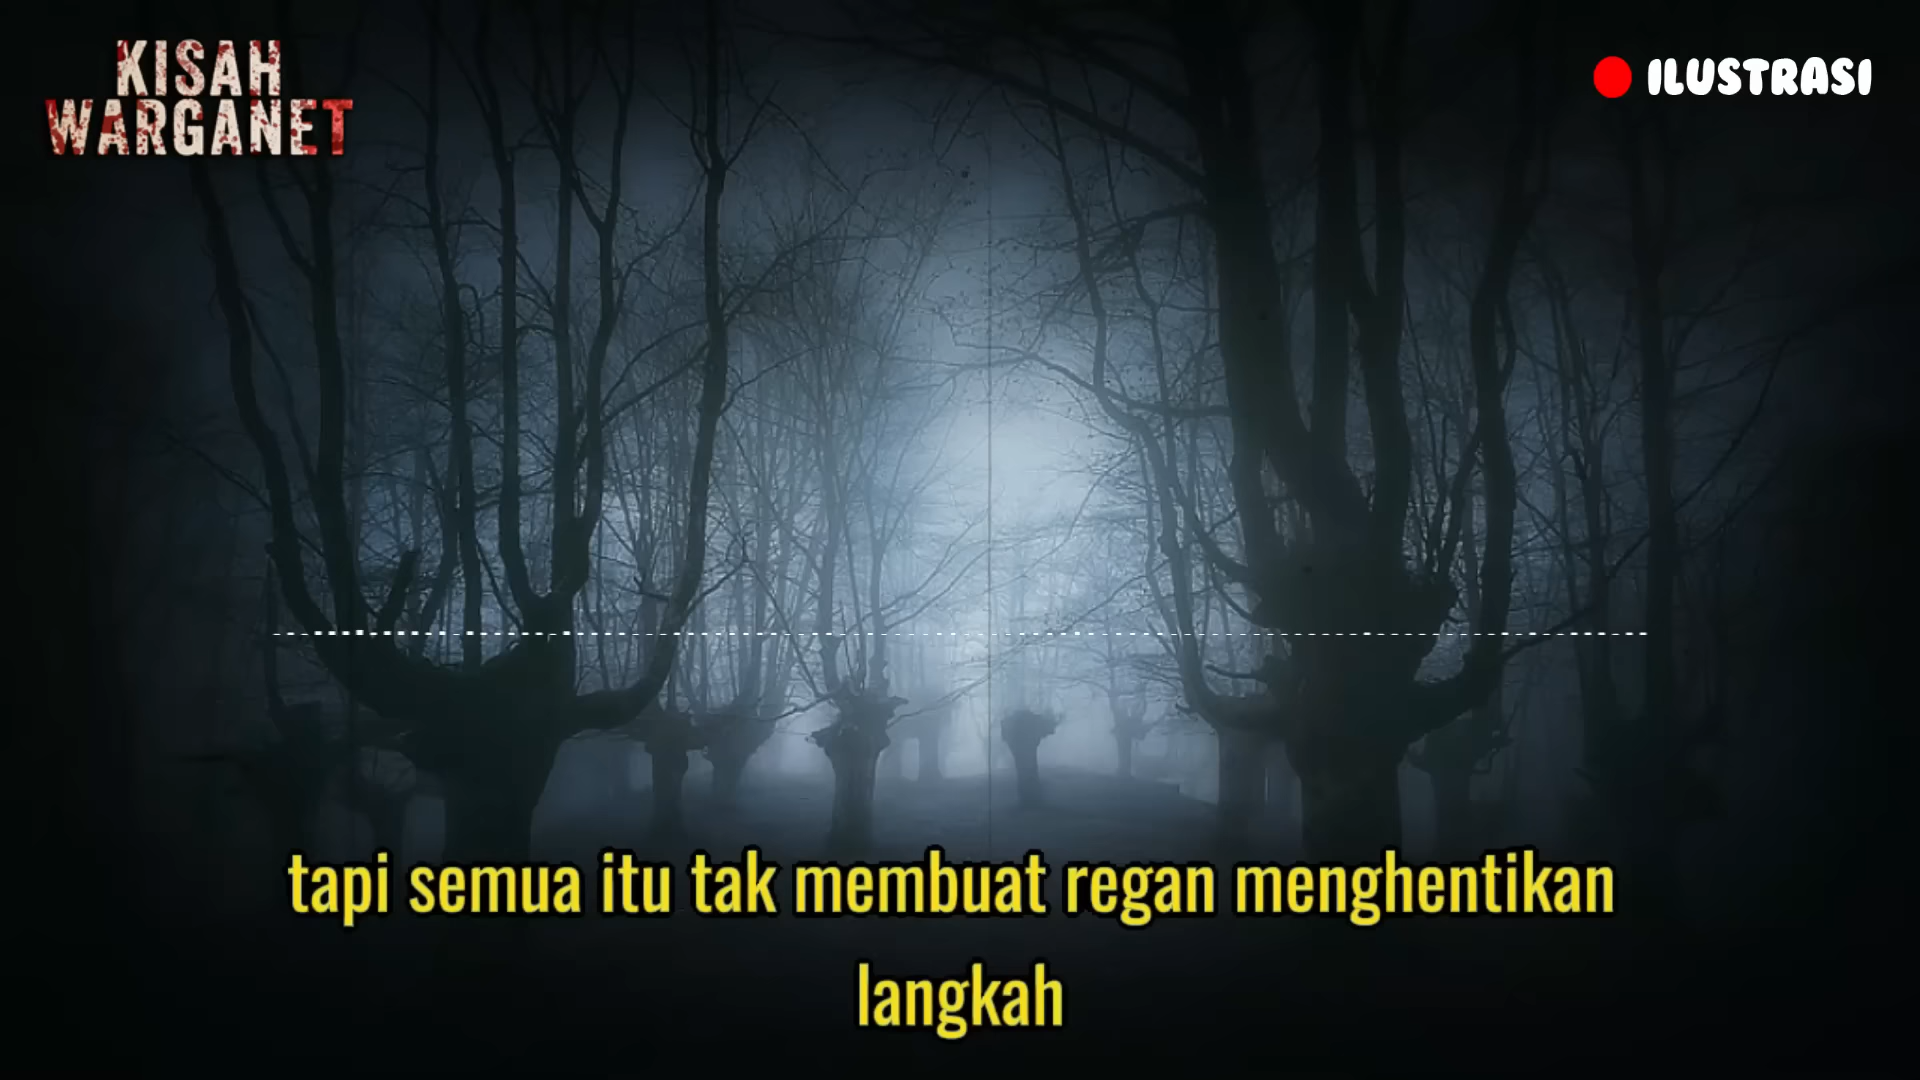 KISAH
WARGANET
ILUSTRASI
tapi semua itu tak membuat regan menghentikan
langkah